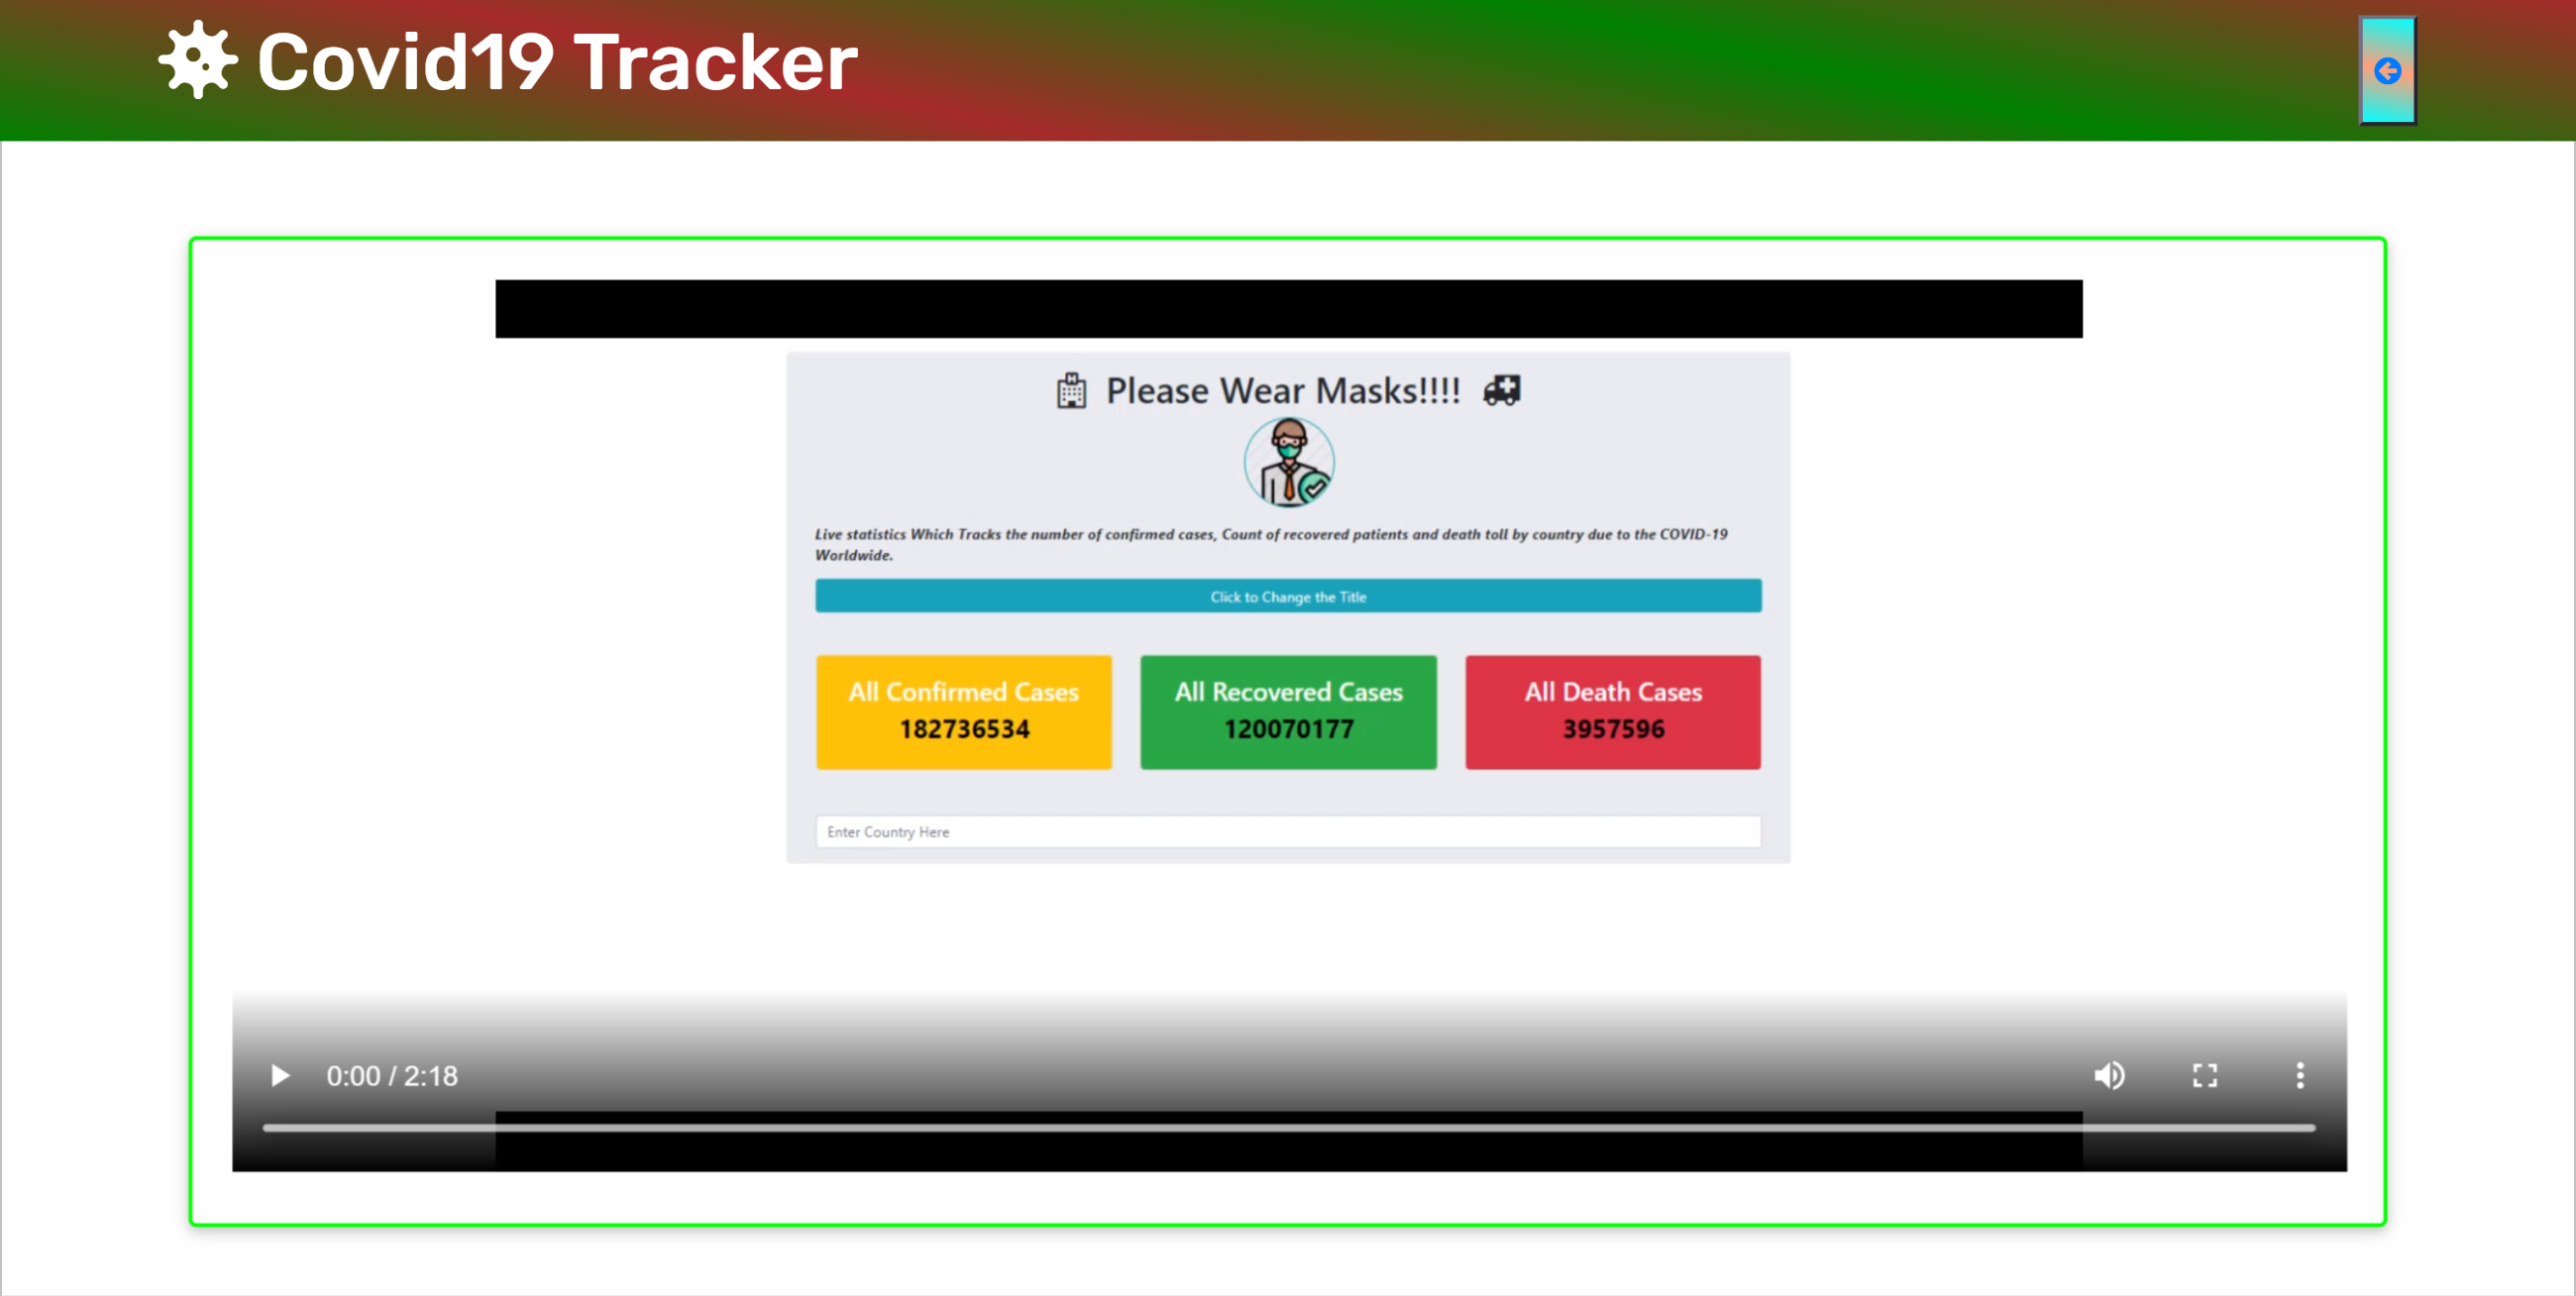 Covid19 Tracker
Please Wear Masks!!!!
Live statistics Which Tracks the number of confirmed cases, Count of recovered patients and death toll by country due to the COVID-19
Worldwide.
Click to Change the Title
All Confirmed Cases
182736534
All Recovered Cases
120070177
All Death Cases
3957596
Enter Country Here
0:00 / 2:18